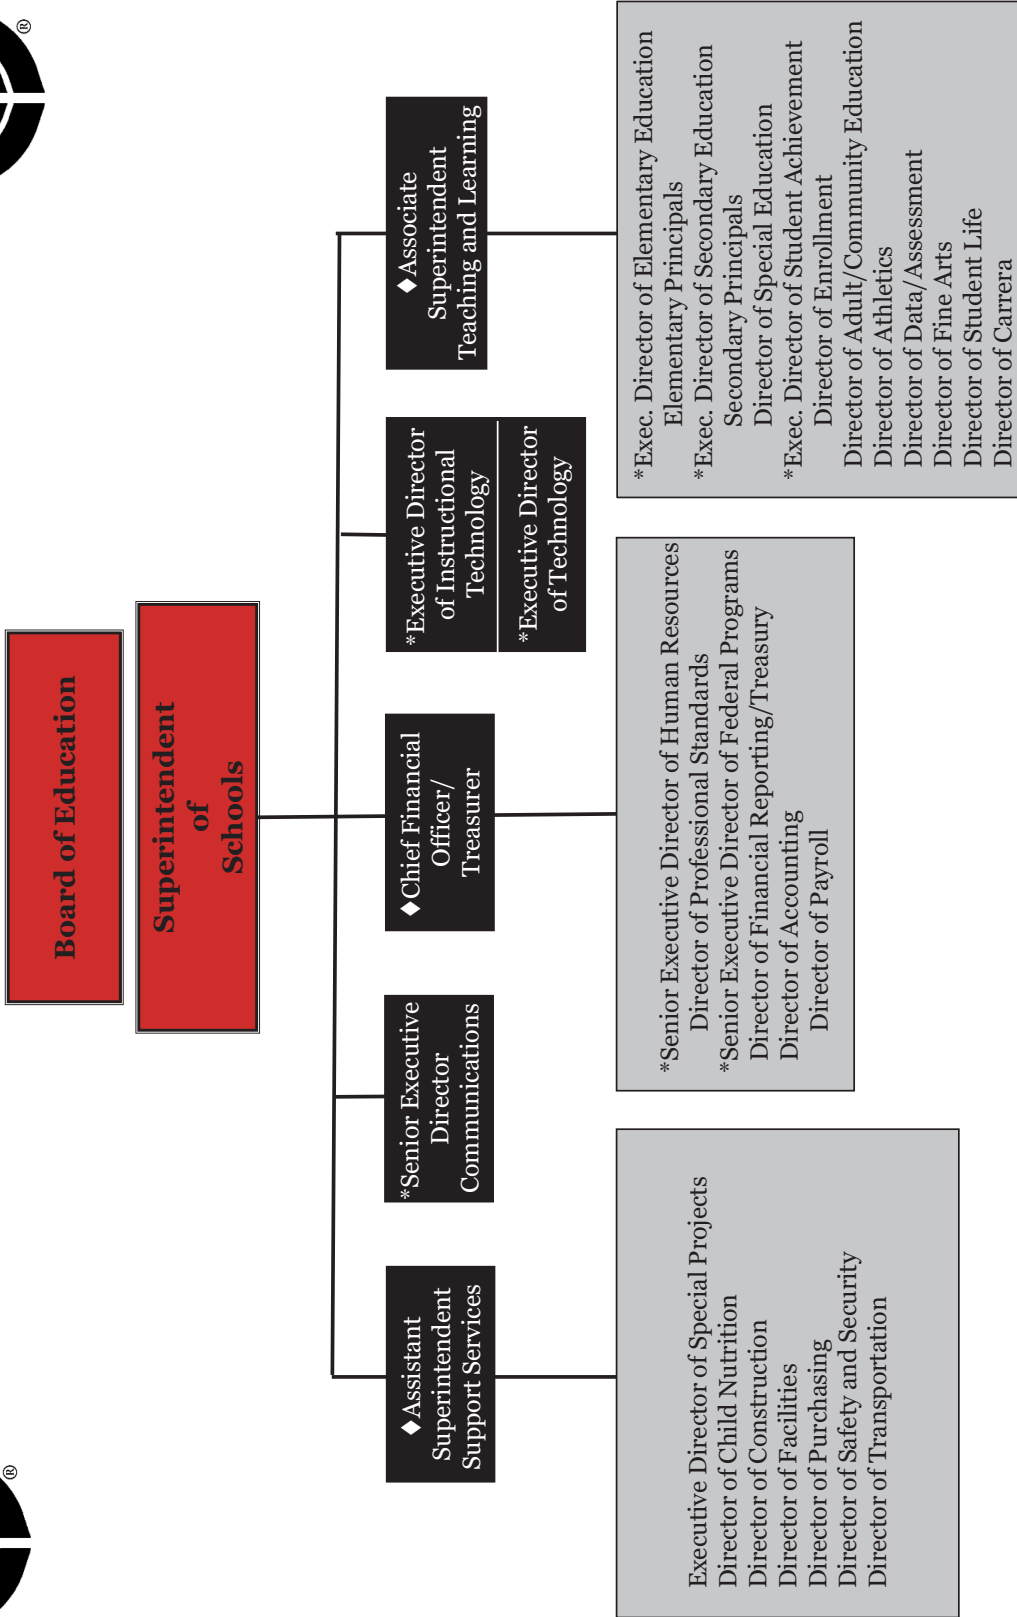 ®
®
Board of Education
Superintendent
of
Schools
♦Assistant
Superintendent
Support Services
*Senior Executive
Director
Communications
♦Chief Financial
Officer/
Treasurer
*Executive Director
of Instructional
Technology
*Executive Director
of Technology
♦Associate
Superintendent
Teaching and Learning
Executive Director of Special Projects
Director of Child Nutrition
Director of Construction
Director of Facilities
Director of Purchasing
Director of Safety and Security
Director of Transportation
*Senior Executive Director of Human Resources
Director of Professional Standards
*Senior Executive Director of Federal Programs
Director of Financial Reporting/Treasury
Director of Accounting
Director of Payroll
*Exec. Director of Elementary Education
Elementary Principals
*Exec. Director of Secondary Education
Secondary Principals
Director of Special Education
*Exec. Director of Student Achievement
Director of Enrollment
Director of Adult/Community Education
Director of Athletics
Director of Data/Assessment
Director of Fine Arts
Director of Student Life
Director of Carrera